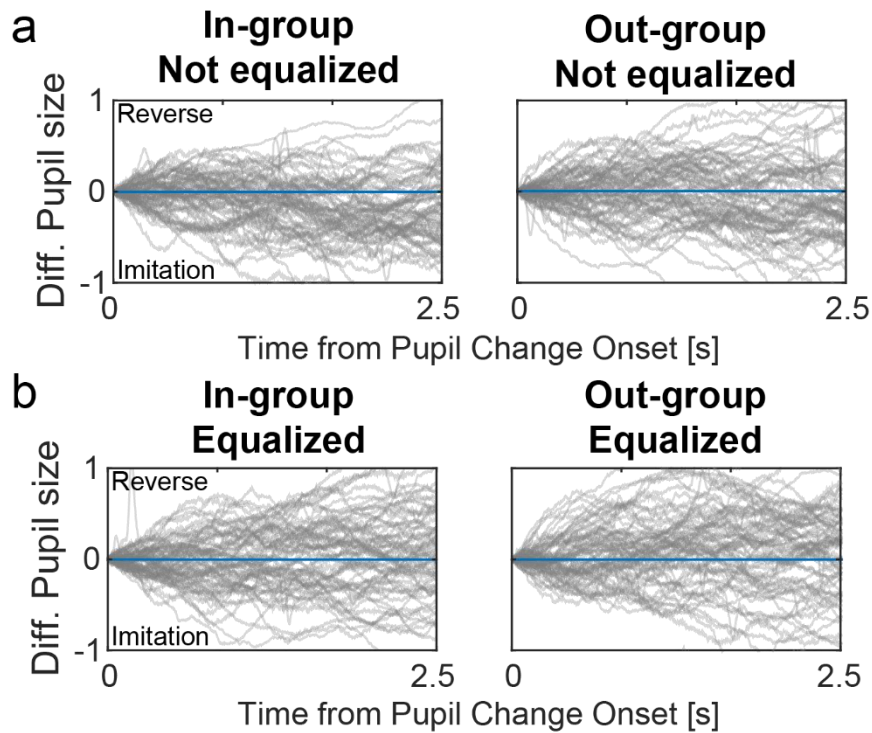 a
In-group
Not equalized
Out-group
Not equalized
Diff. Pupil size
1
0
-1
Reverse
Imitation
0
2.5
0
2.5
Time from Pupil Change Onset [s]
b
In-group
Equalized
Out-group
Equalized
Diff. Pupil size
1
0
-1
Reverse
Imitation
0
2.5
0
2.5
Time from Pupil Change Onset [s]